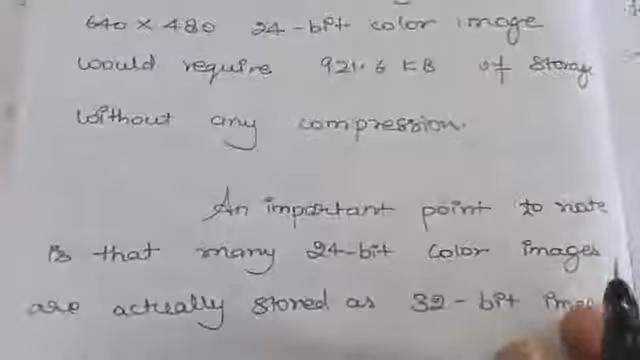 640 × 480 24-bit color image
would require 921.6 KB of storage
without any compression.
An important point to note
is that many 24-bit color images
are actually stored as 32-bit